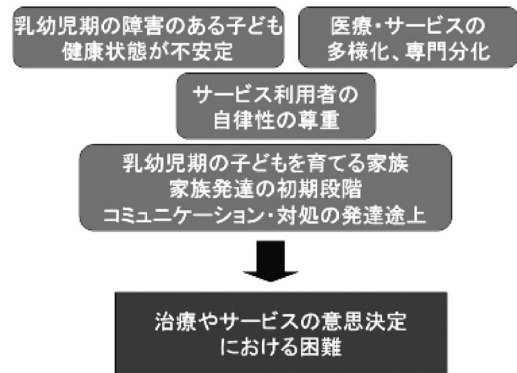 乳幼児期の障害のある子ども
健康状態が不安定
医療・サービスの
多様化、専門分化
サービス利用者の
自律性の尊重
乳幼児期の子どもを育てる家族
家族発達の初期段階
コミュニケーション・対処の発達途上
治療やサービスの意思決定
における困難